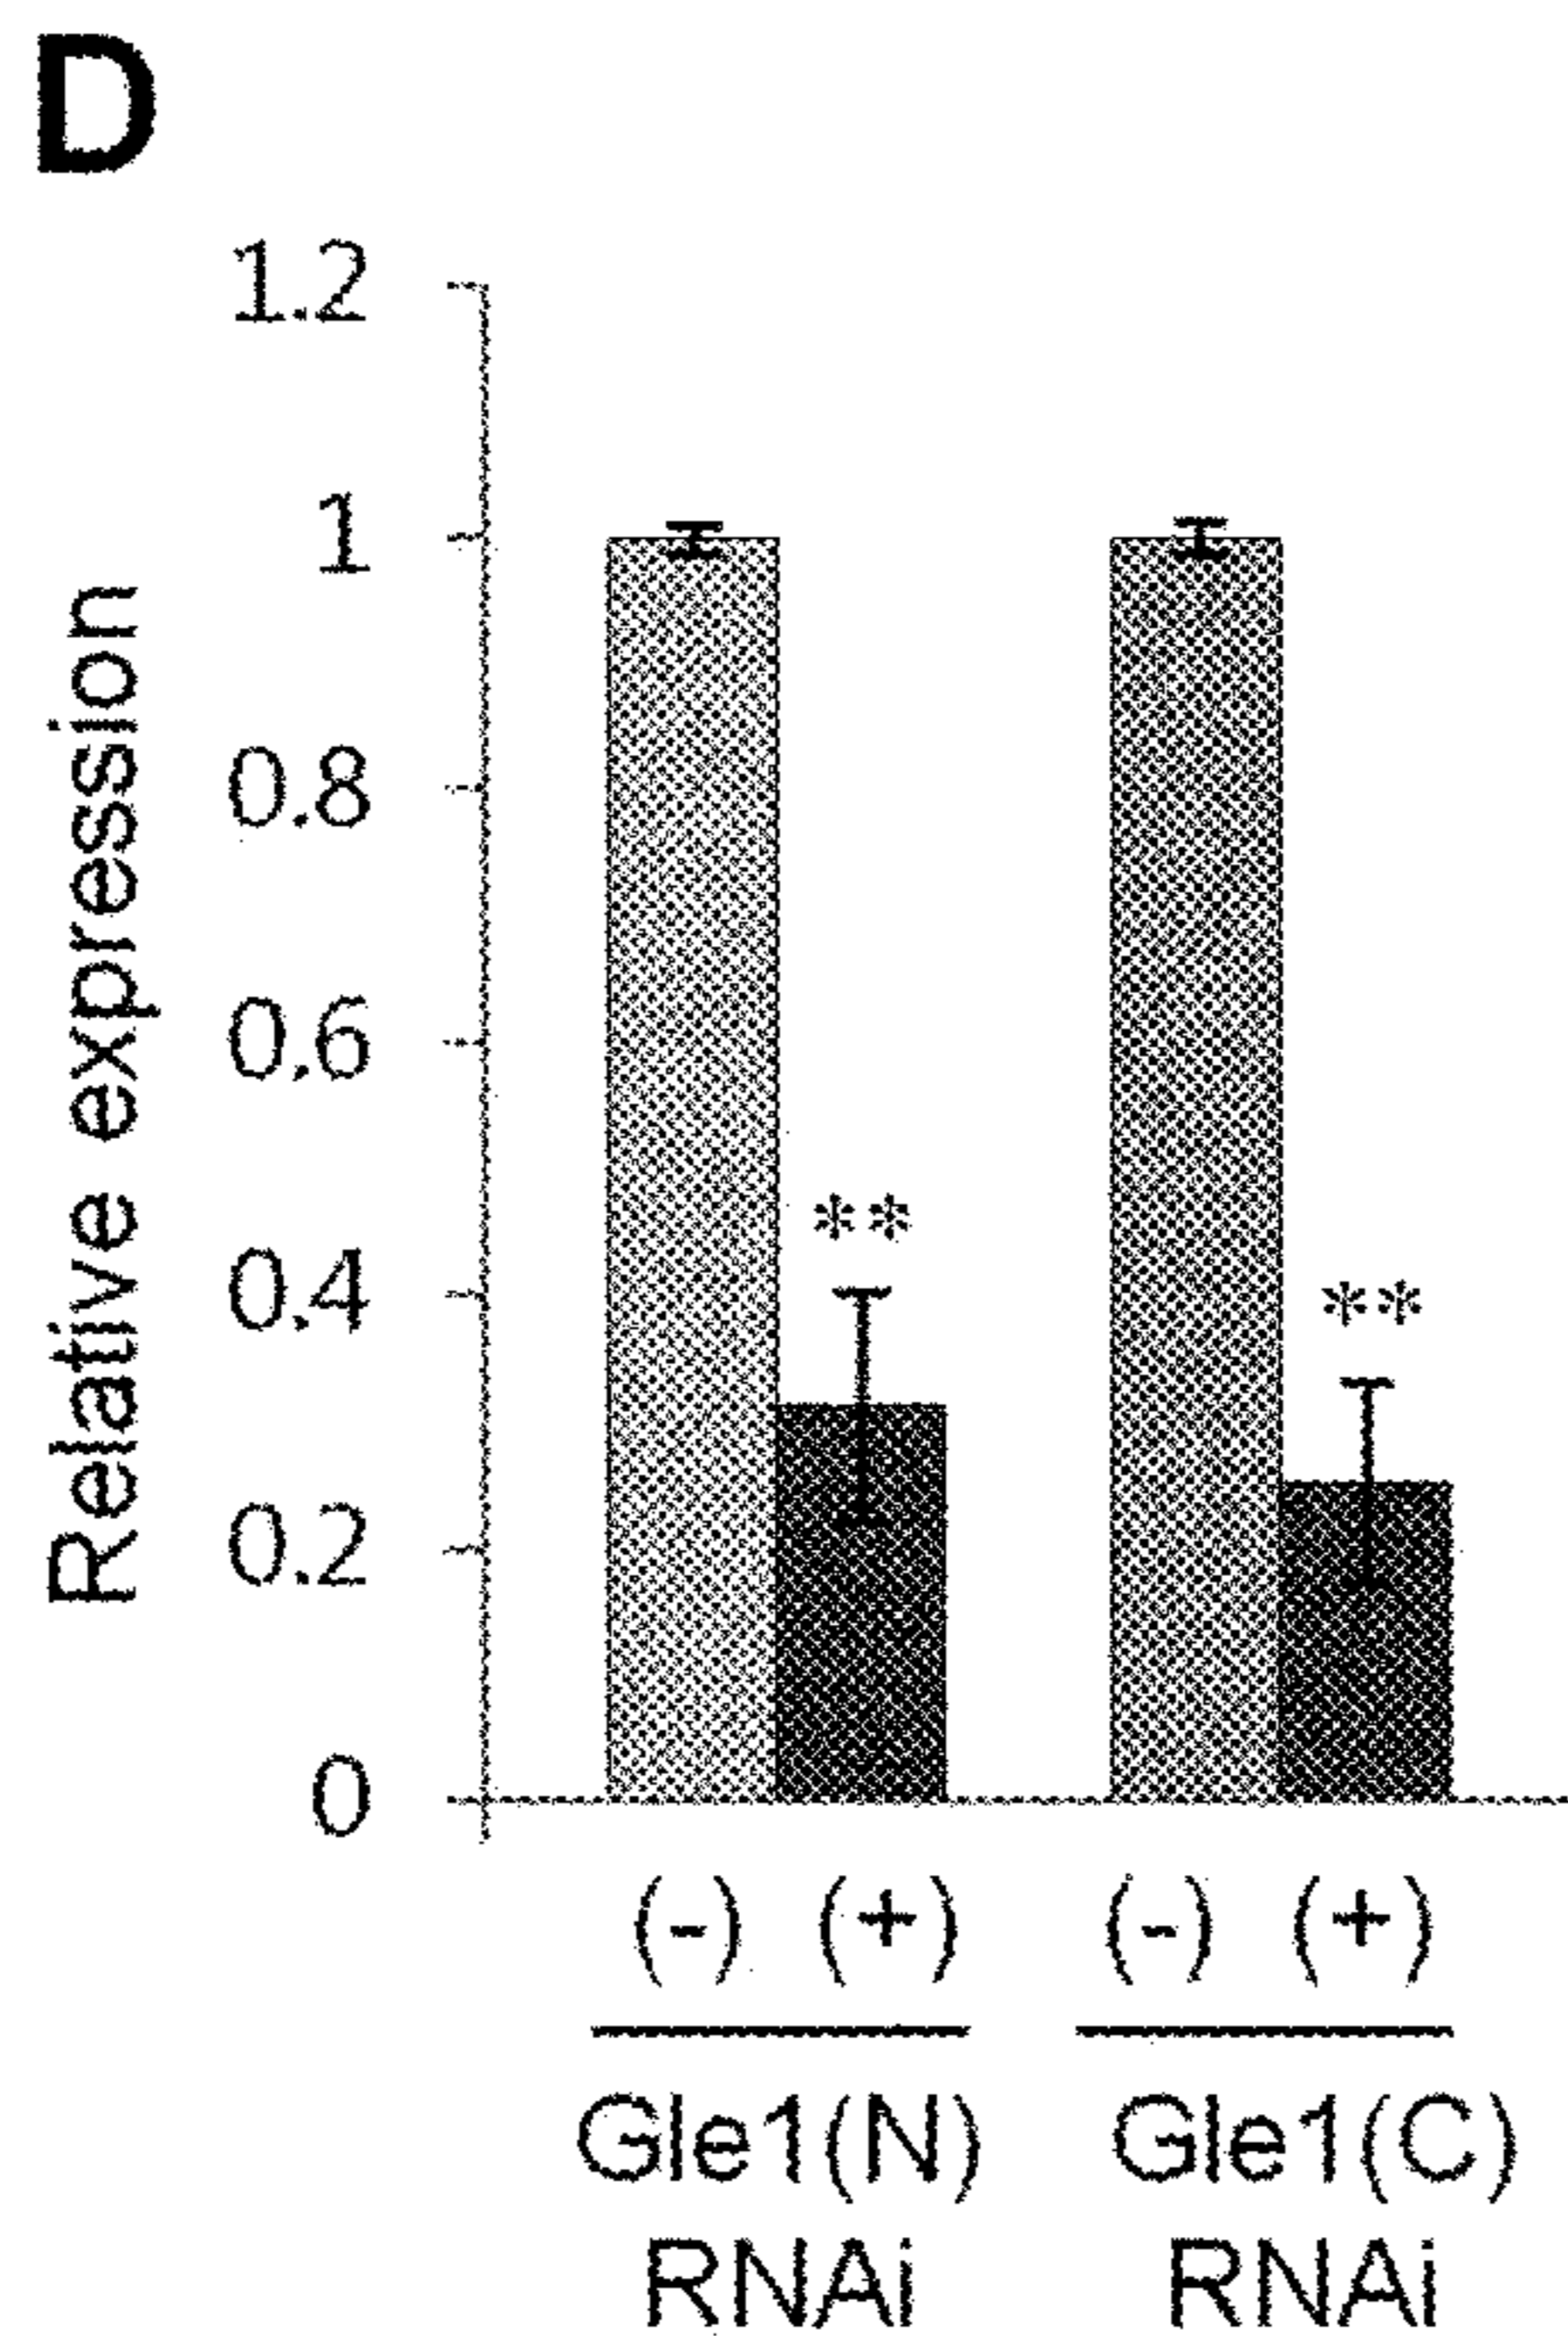 D
Relative expression
1.2
1
0.8
0.6
0.4
0.2
0
**
**
(-) (+) (-) (+)
Gle1(N) Gle1(C)
RNAi RNAi